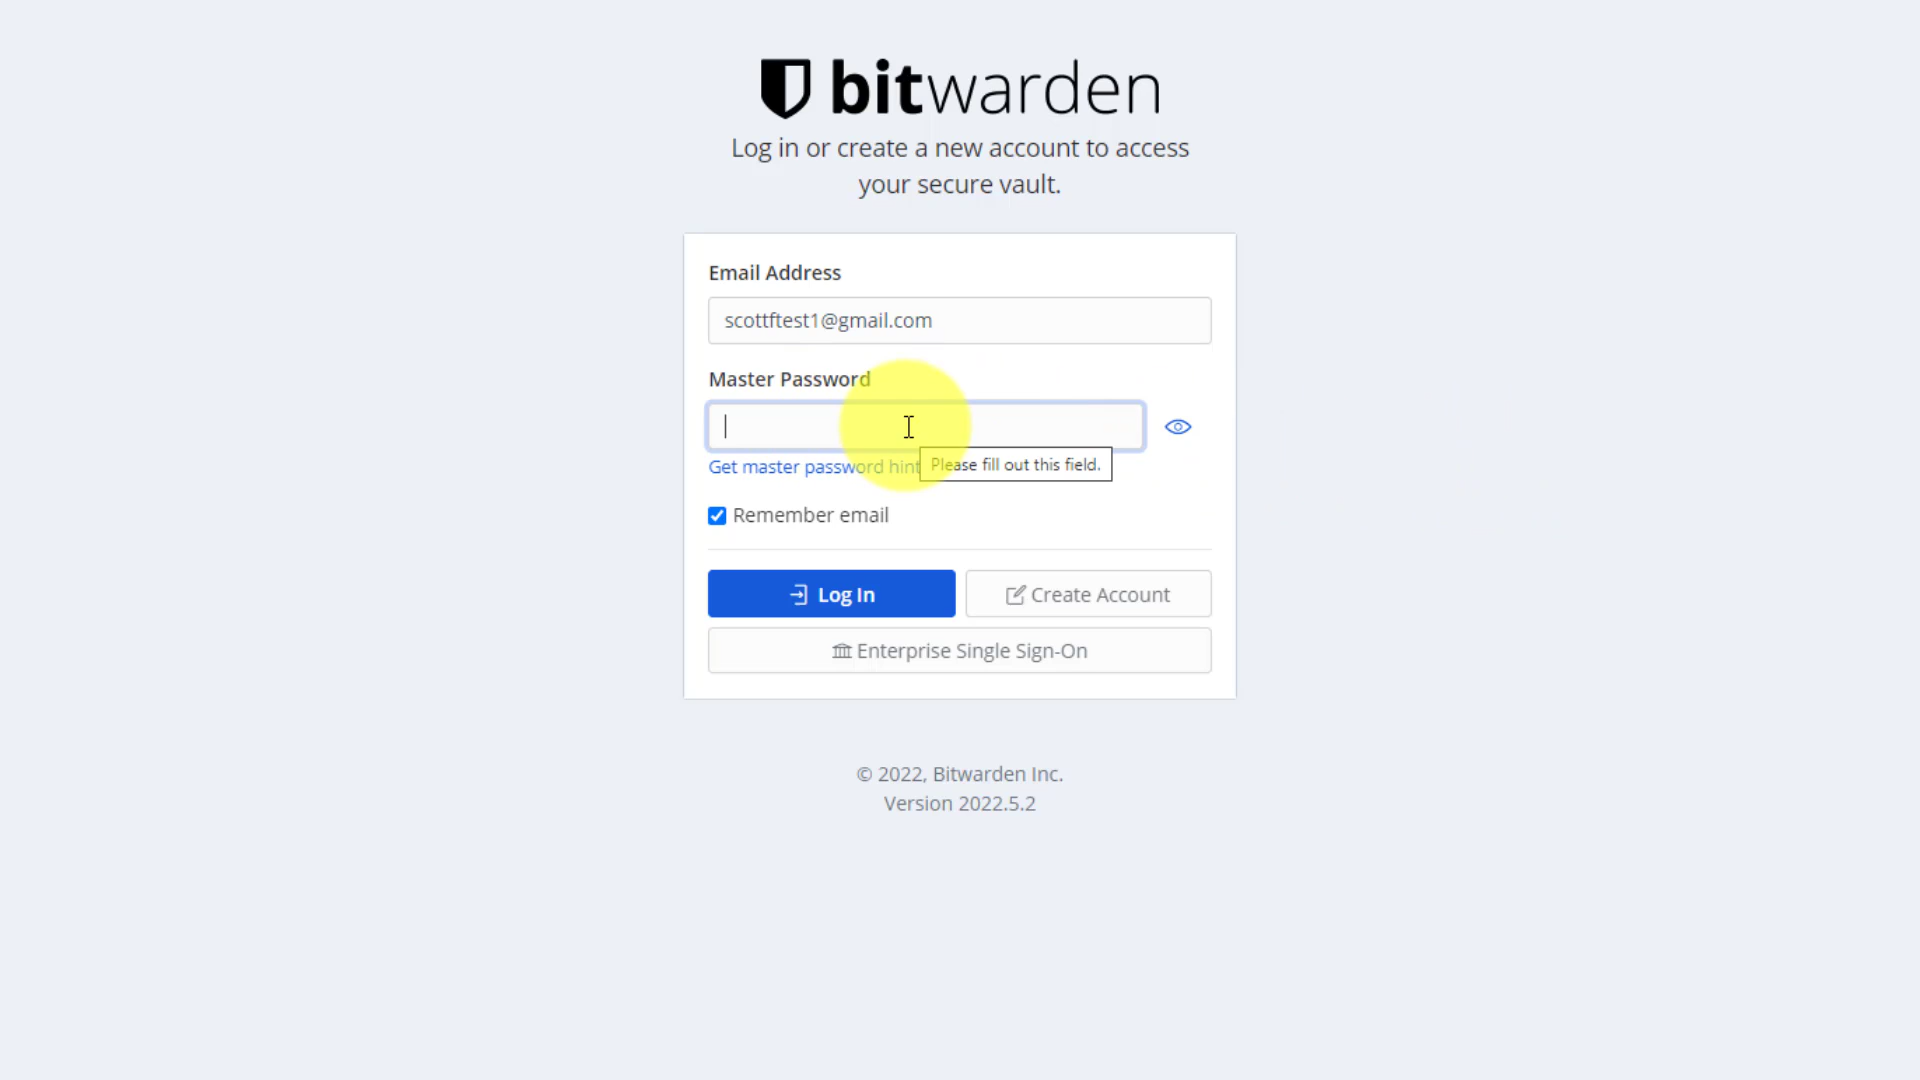 bitwarden
Log in or create a new account to access
your secure vault.
Email Address
scottftest1@gmail.com
Master Password
Get master password hint
Please fill out this field.
Remember email
Log In
Create Account
Enterprise Single Sign-On
© 2022, Bitwarden Inc.
Version 2022.5.2